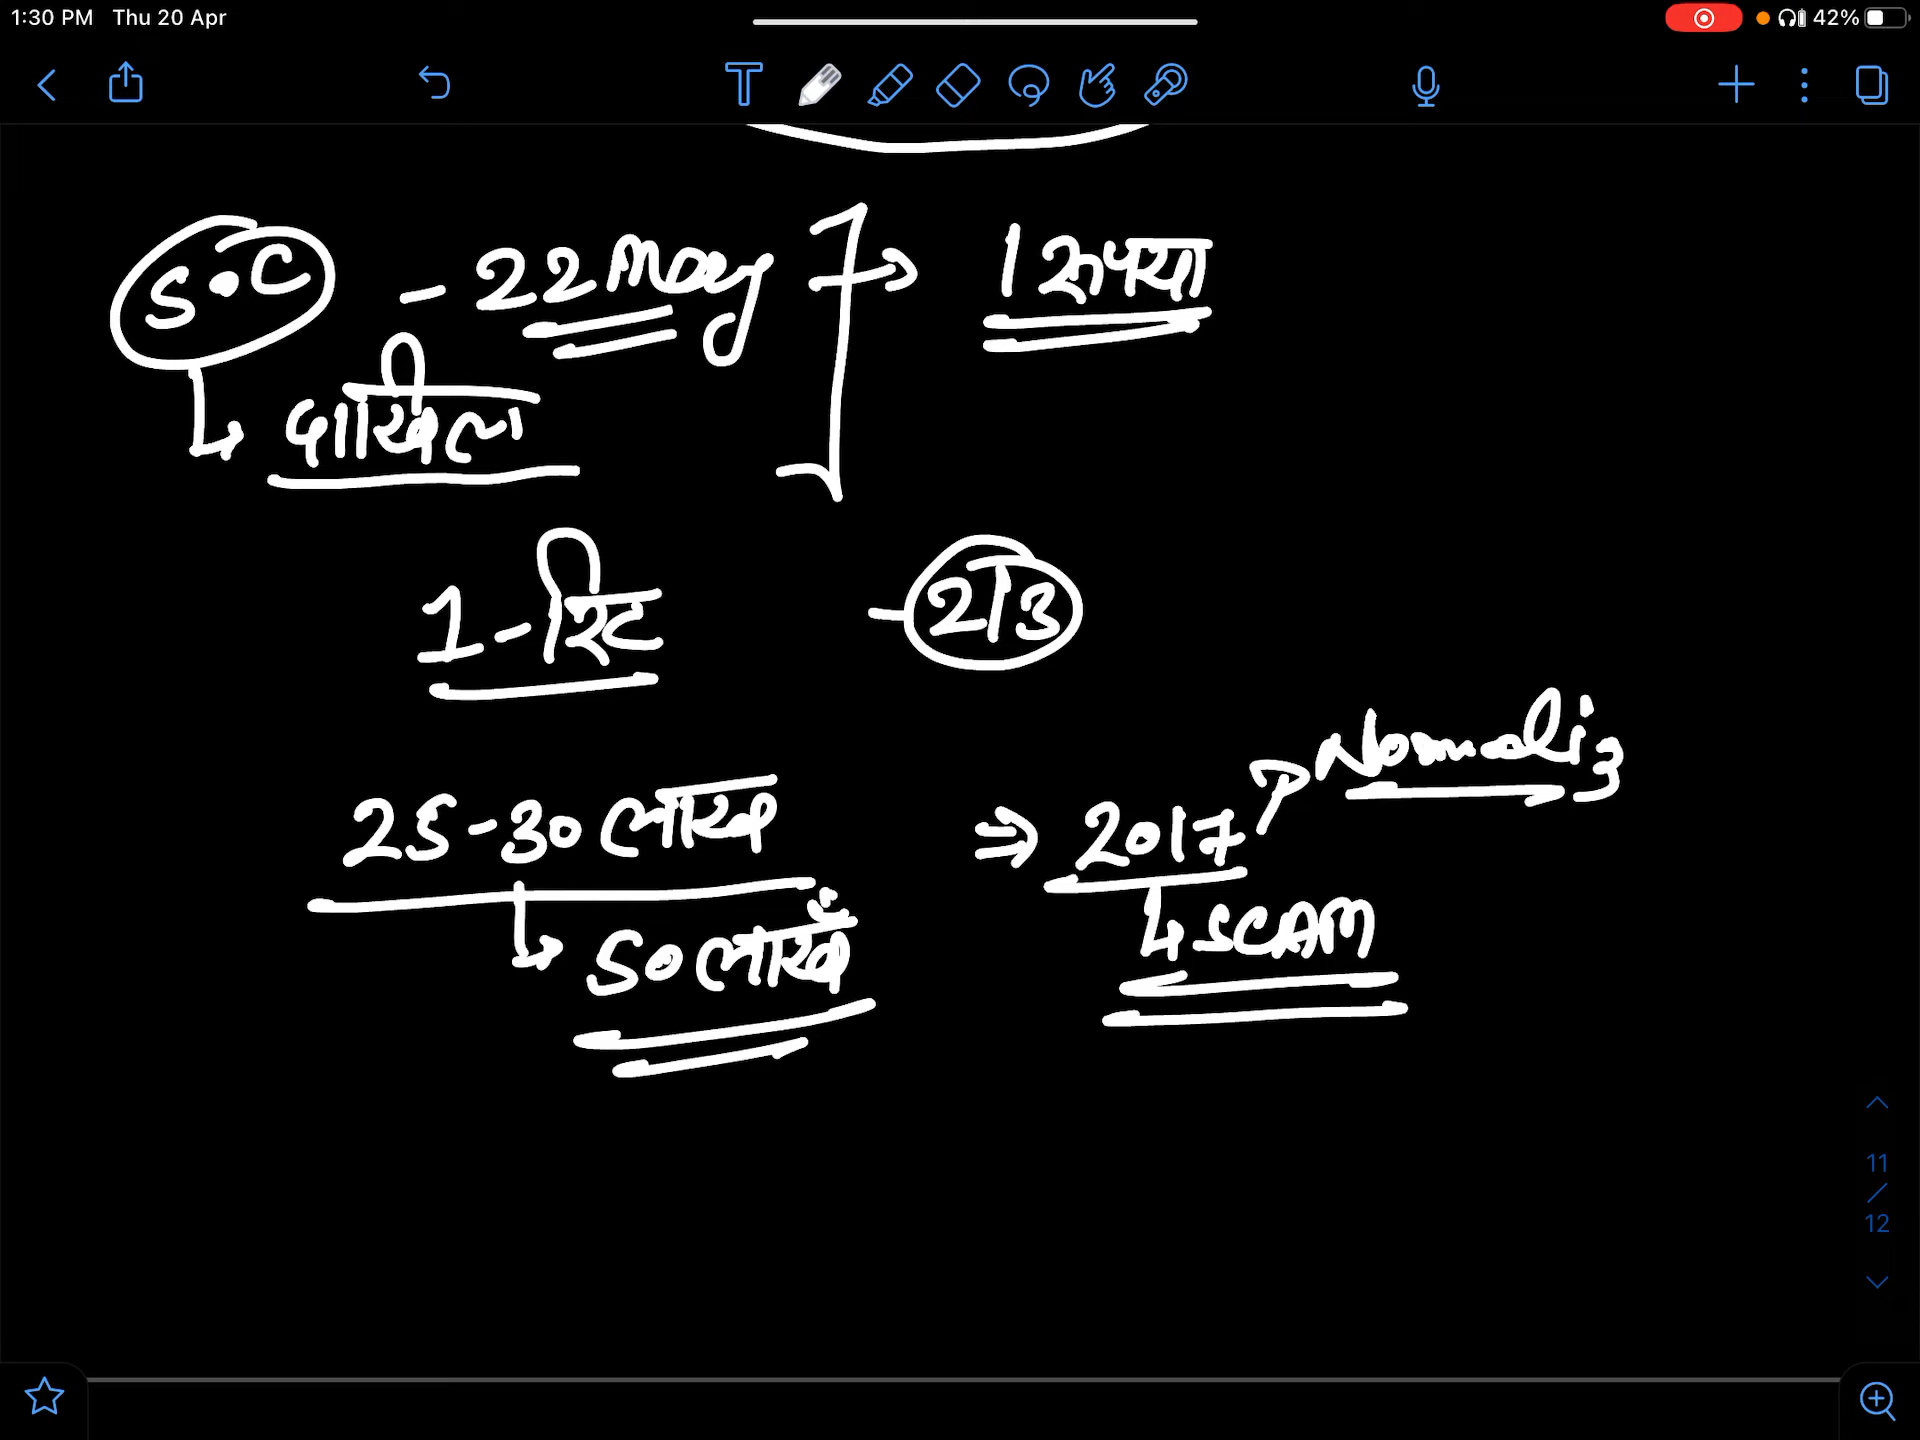 1:30 PM Thu 20 Apr 42%
S.C - 22 May → 1 रुपया
↳ दाखिल
1-रिट - 2/3
25-30 लाख ⇒ 2017 Normaliz
↳ 50 लाख ↳ SCAM
11
/
12